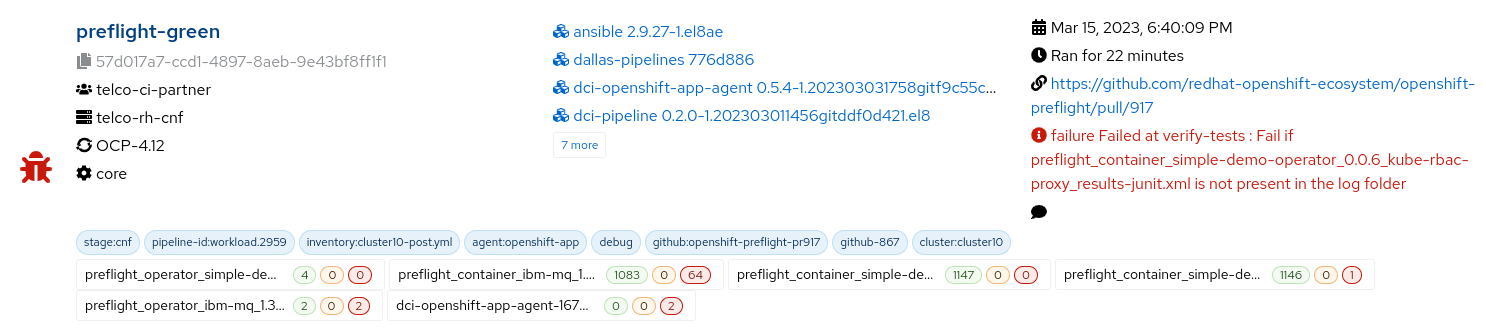 preflight-green
57d017a7-ccd1-4897-8aeb-9e43bf8ff1f1
telco-ci-partner
telco-rh-cnf
OCP-4.12
core
ansible 2.9.27-1.el8ae
dallas-pipelines 776d886
dci-openshift-app-agent 0.5.4-1.202303031758gitf9c55c...
dci-pipeline 0.2.0-1.202303011456gitddf0d421.el8
7 more
Mar 15, 2023, 6:40:09 PM
Ran for 22 minutes
https://github.com/redhat-openshift-ecosystem/openshift-
preflight/pull/917
failure Failed at verify-tests : Fail if
preflight_container_simple-demo-operator_0.0.6_kube-rbac-
proxy_results-junit.xml is not present in the log folder
stage:cnf pipeline-id:workload.2959 inventory:cluster10-post.yml agent:openshift-app debug github:openshift-preflight-pr917 github-867 cluster:cluster10
preflight_operator_simple-de... 4 0 0 preflight_container_ibm-mq_1.... 1083 0 64 preflight_container_simple-de... 1147 0 0 preflight_container_simple-de... 1146 0 1
preflight_operator_ibm-mq_1.3... 2 0 2 dci-openshift-app-agent-167... 0 0 2